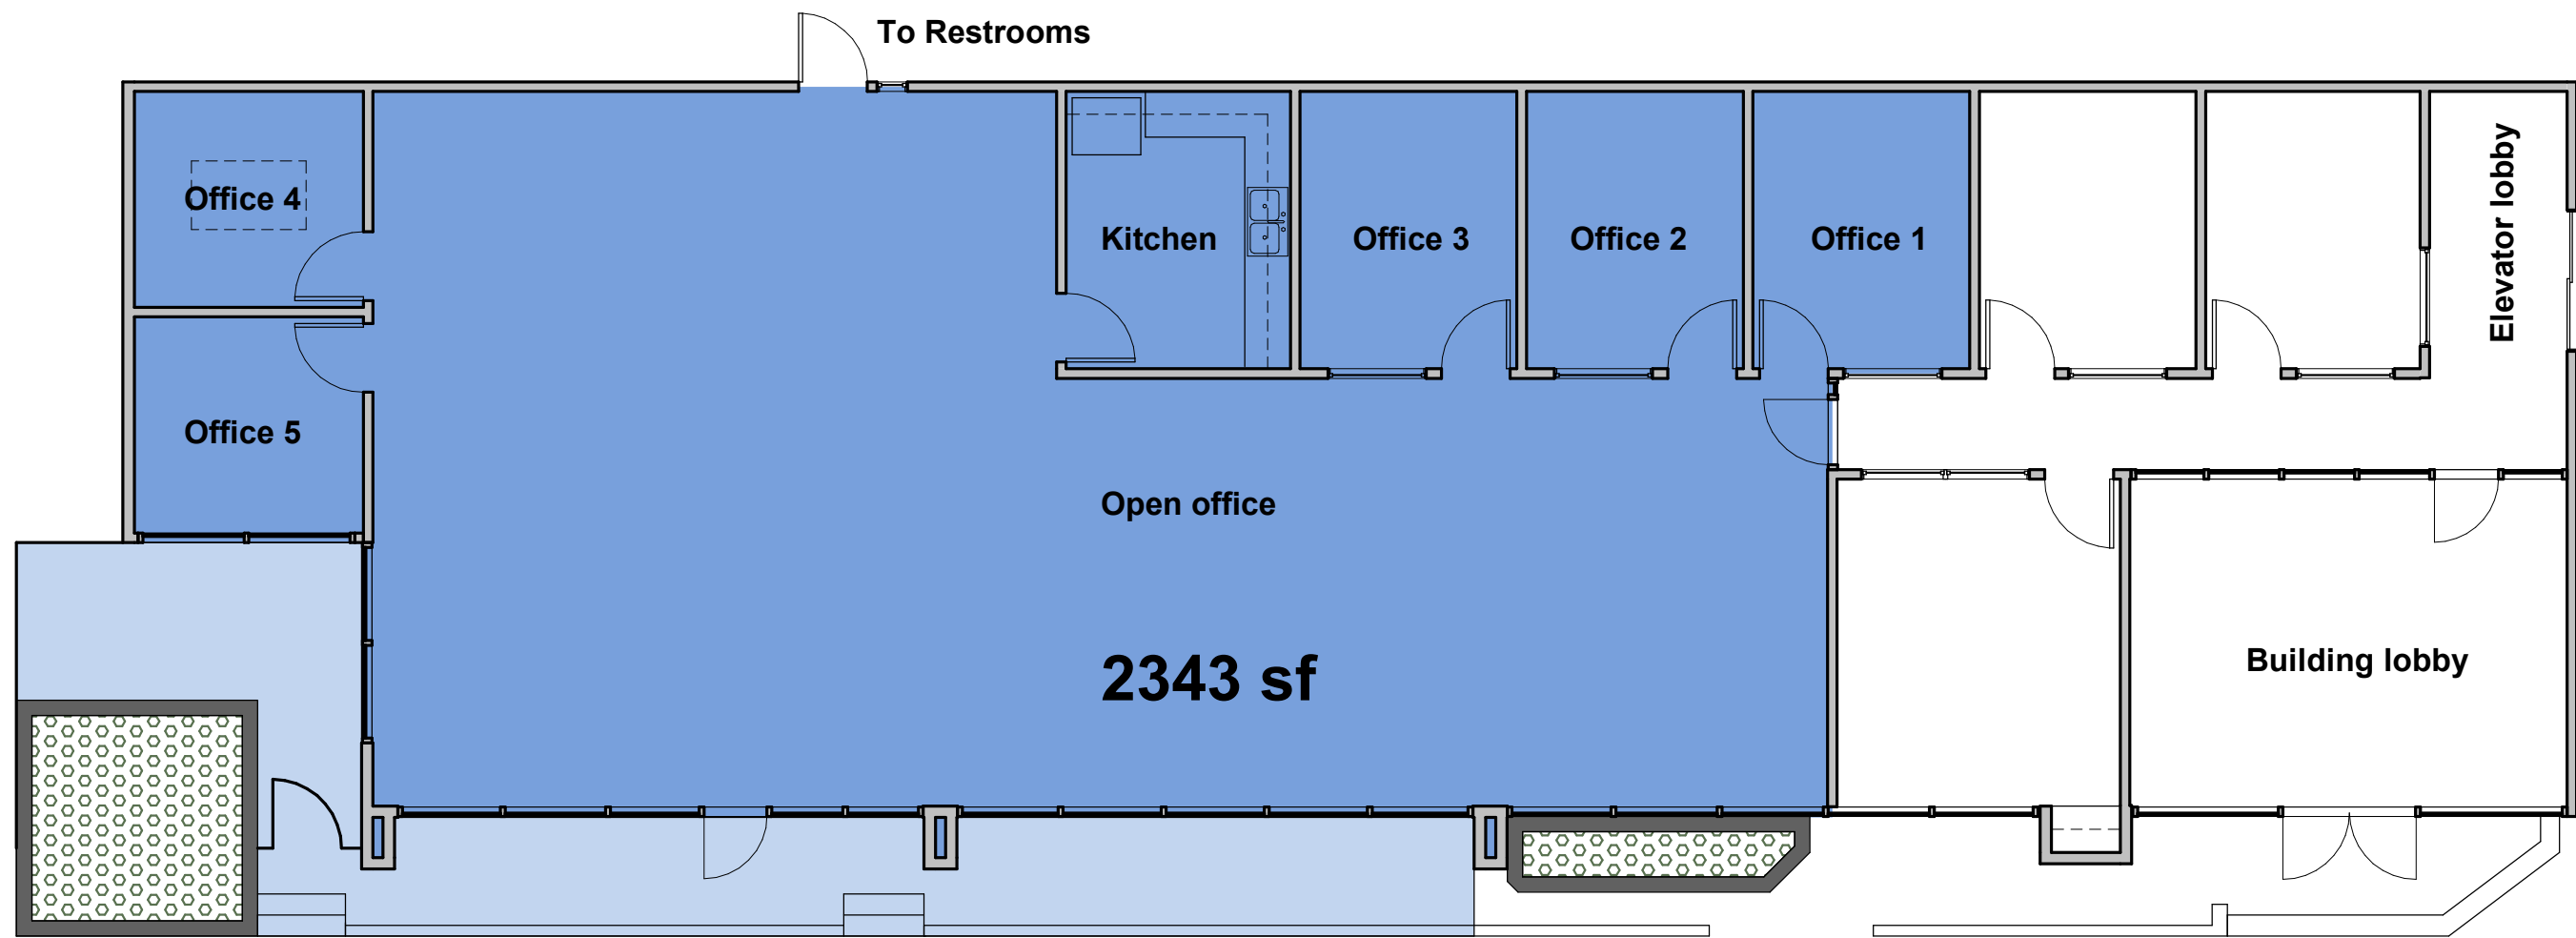 To Restrooms
Office 4
Kitchen
Office 3
Office 2
Office 1
Elevator lobby
Office 5
Open office
2343 sf
Building lobby